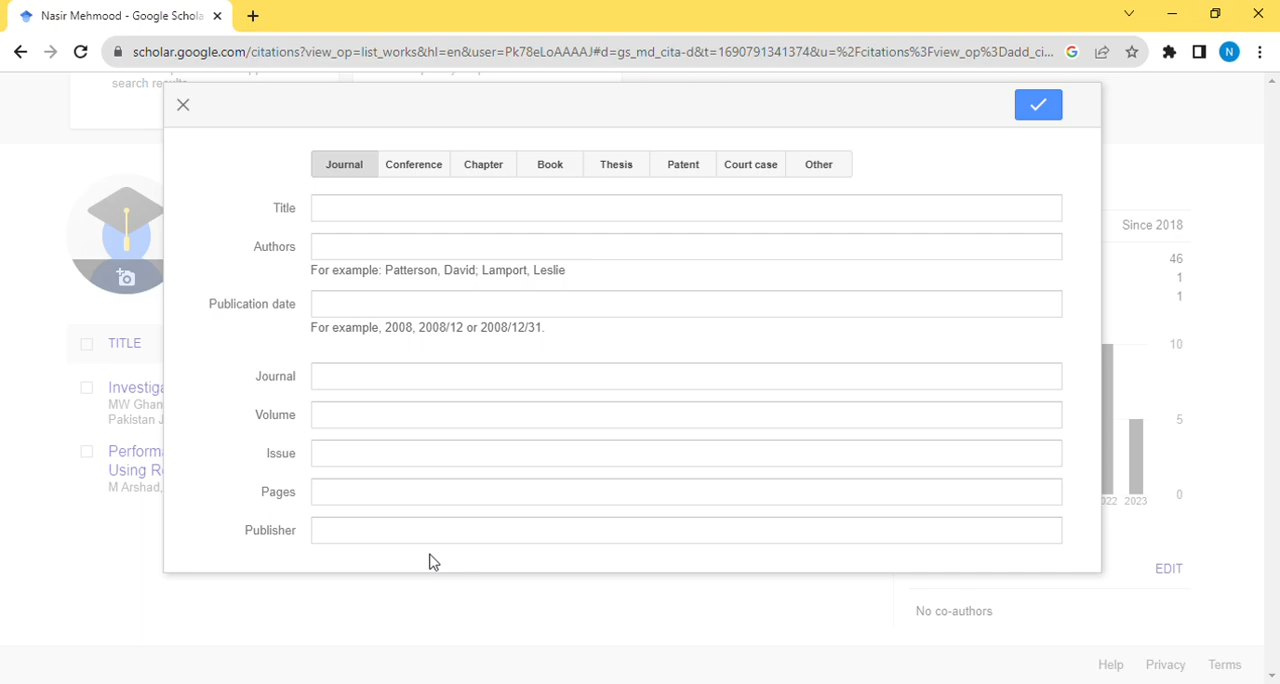 Nasir Mehmood - Google Schola
scholar.google.com/citations?view_op=list_works&hl=en&user=Pk78eLoAAAAJ#d=gs_md_cita-d&t=1690791341374&u=%2Fcitations%3Fview_op%3Dadd_ci...
N
search results
Journal Conference Chapter Book Thesis Patent Court case Other
Title
Authors
For example: Patterson, David; Lamport, Leslie
Publication date
For example, 2008, 2008/12 or 2008/12/31.
Journal
Volume
Issue
Pages
Publisher
TITLE
Investiga
MW Ghan
Pakistan J
Performa
Using Re
M Arshad,
Since 2018
46
1
1
10
5
0
022 2023
EDIT
No co-authors
Help Privacy Terms